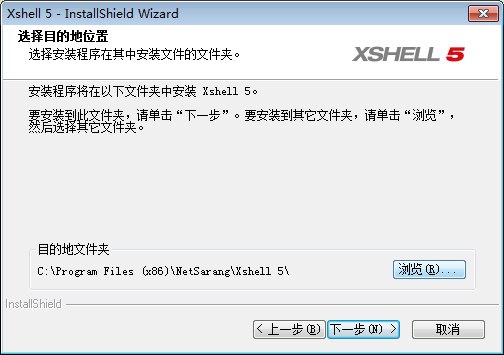 Xshell 5 - InstallShield Wizard
选择目的地位置
选择安装程序在其中安装文件的文件夹。
XSHELL 5
安装程序将在以下文件夹中安装 Xshell 5。
要安装到此文件夹，请单击“下一步”。要安装到其它文件夹，请单击“浏览”，
然后选择其它文件夹。
目的地文件夹
C:\Program Files (x86)\NetSarang\Xshell 5\
浏览(R)...
InstallShield
< 上一步(B)
下一步(N) >
取消